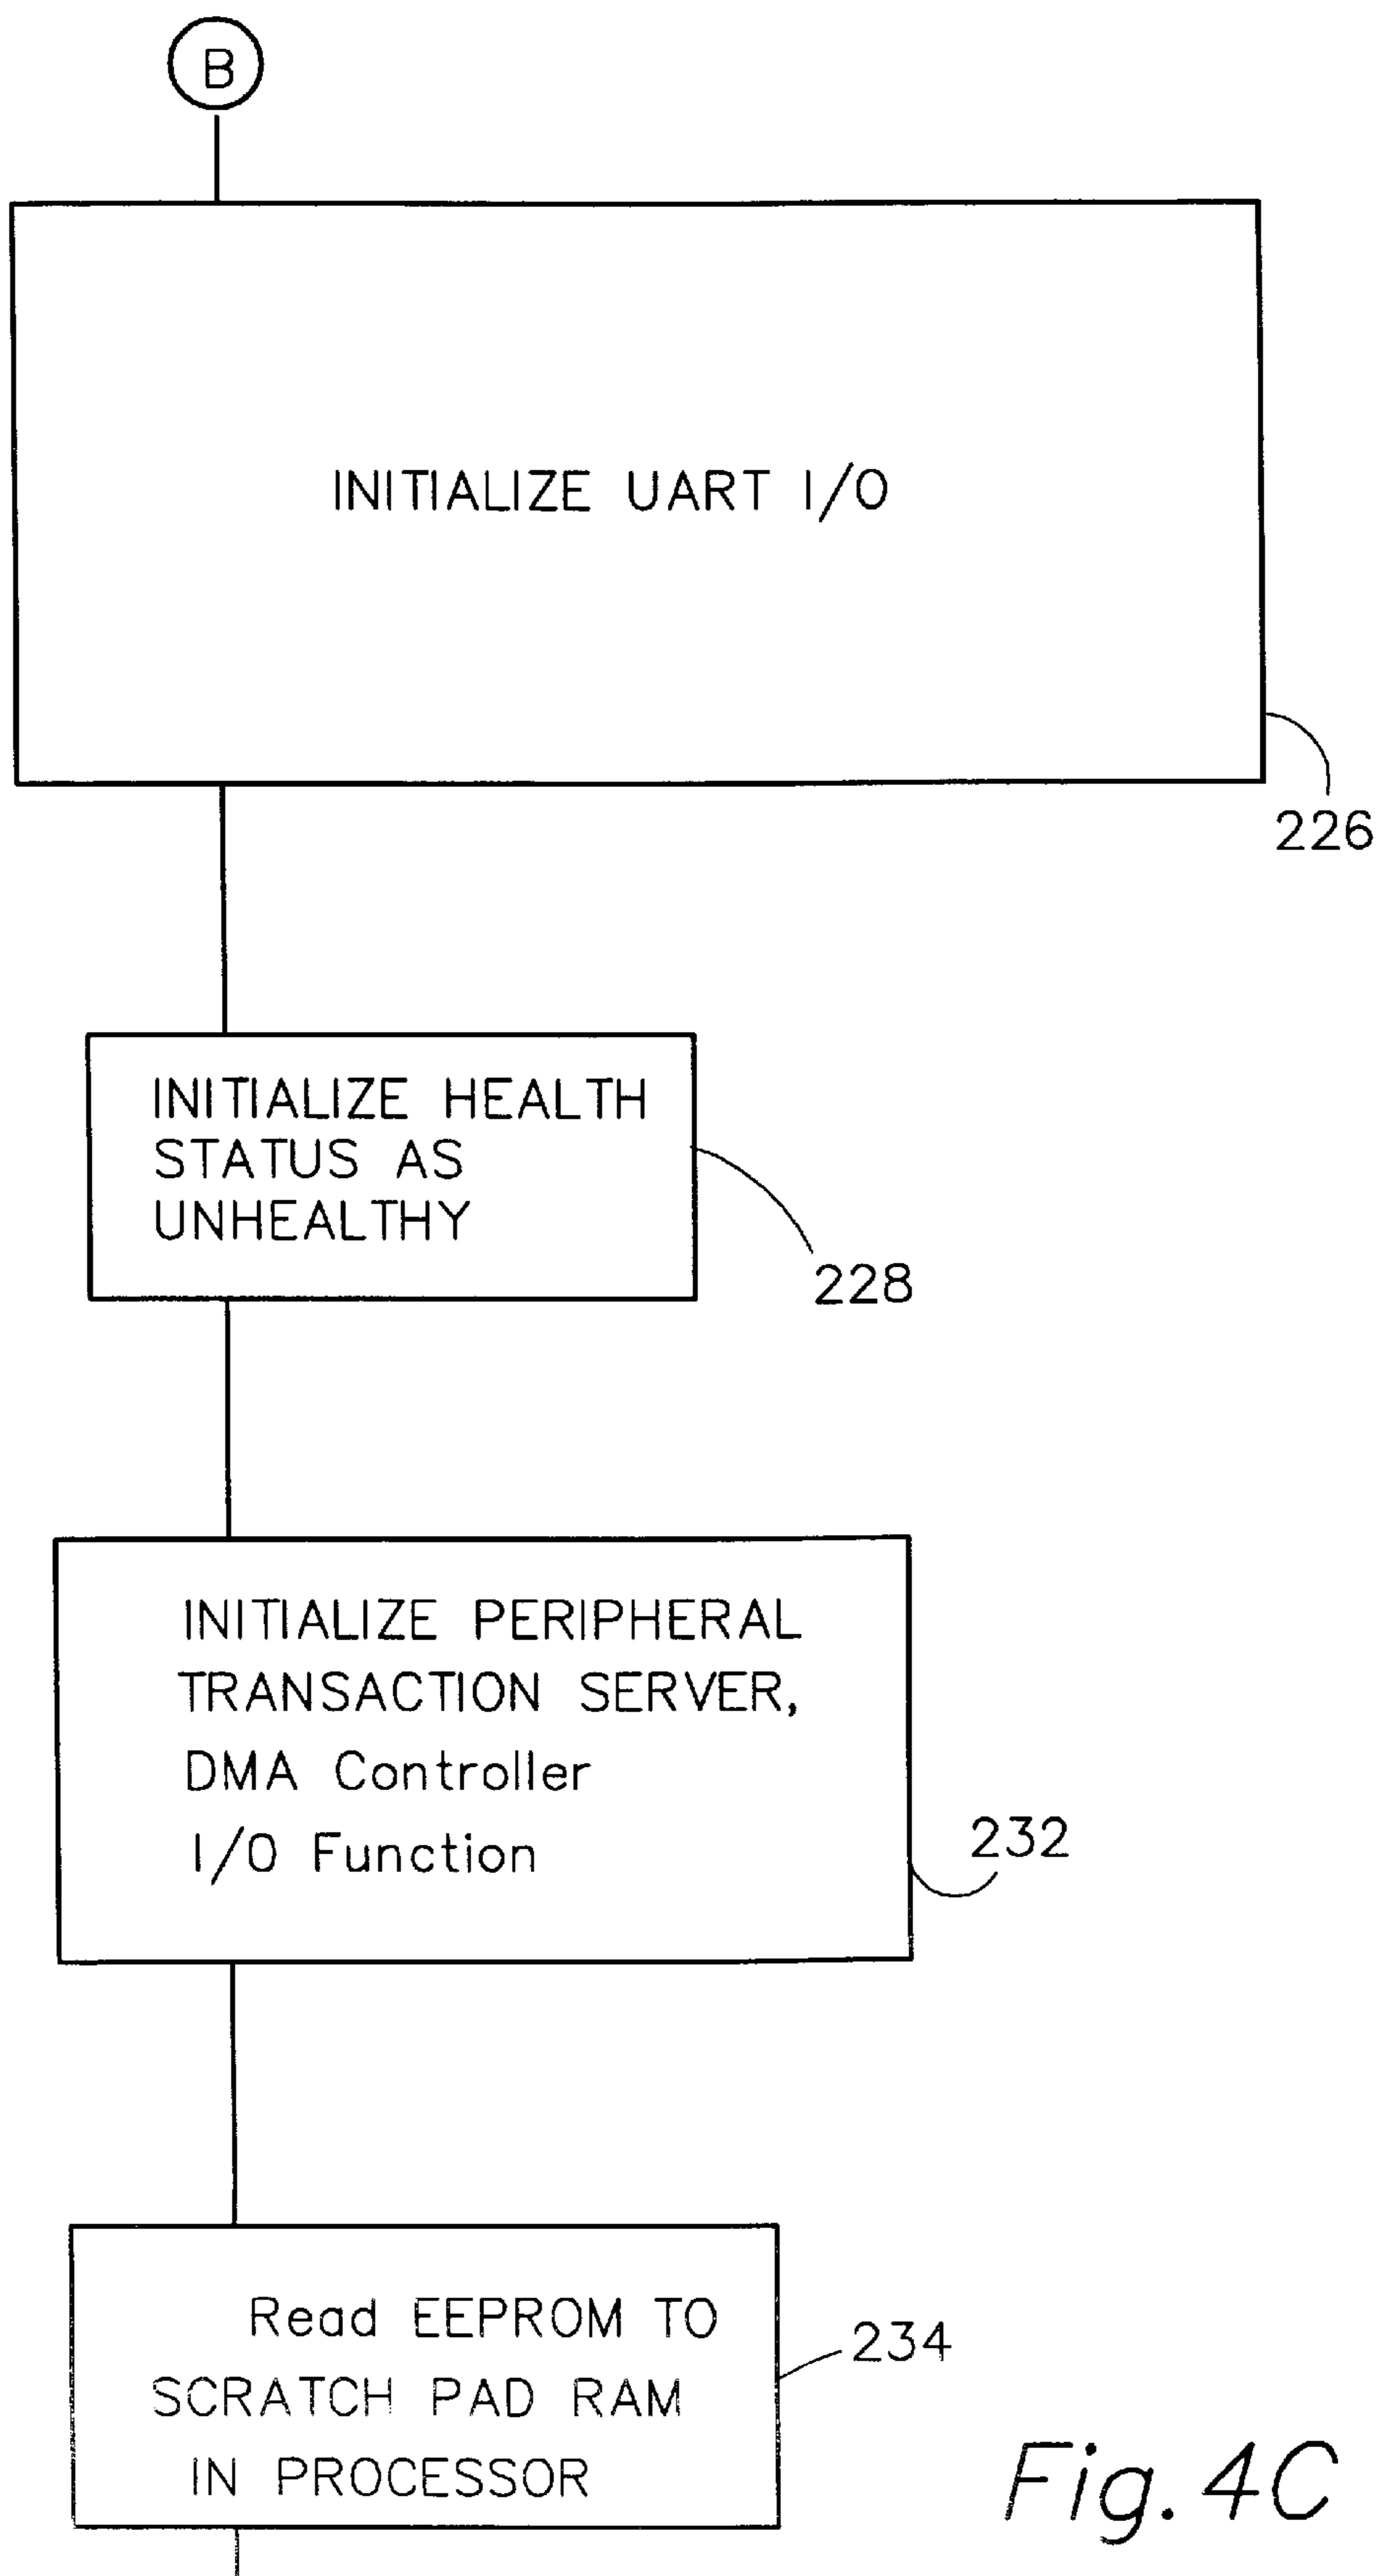 B
INITIALIZE UART I/O
226
INITIALIZE HEALTH
STATUS AS
UNHEALTHY
228
INITIALIZE PERIPHERAL
TRANSACTION SERVER,
DMA Controller
I/O Function
232
Read EEPROM TO
SCRATCH PAD RAM
IN PROCESSOR
234
Fig. 4C